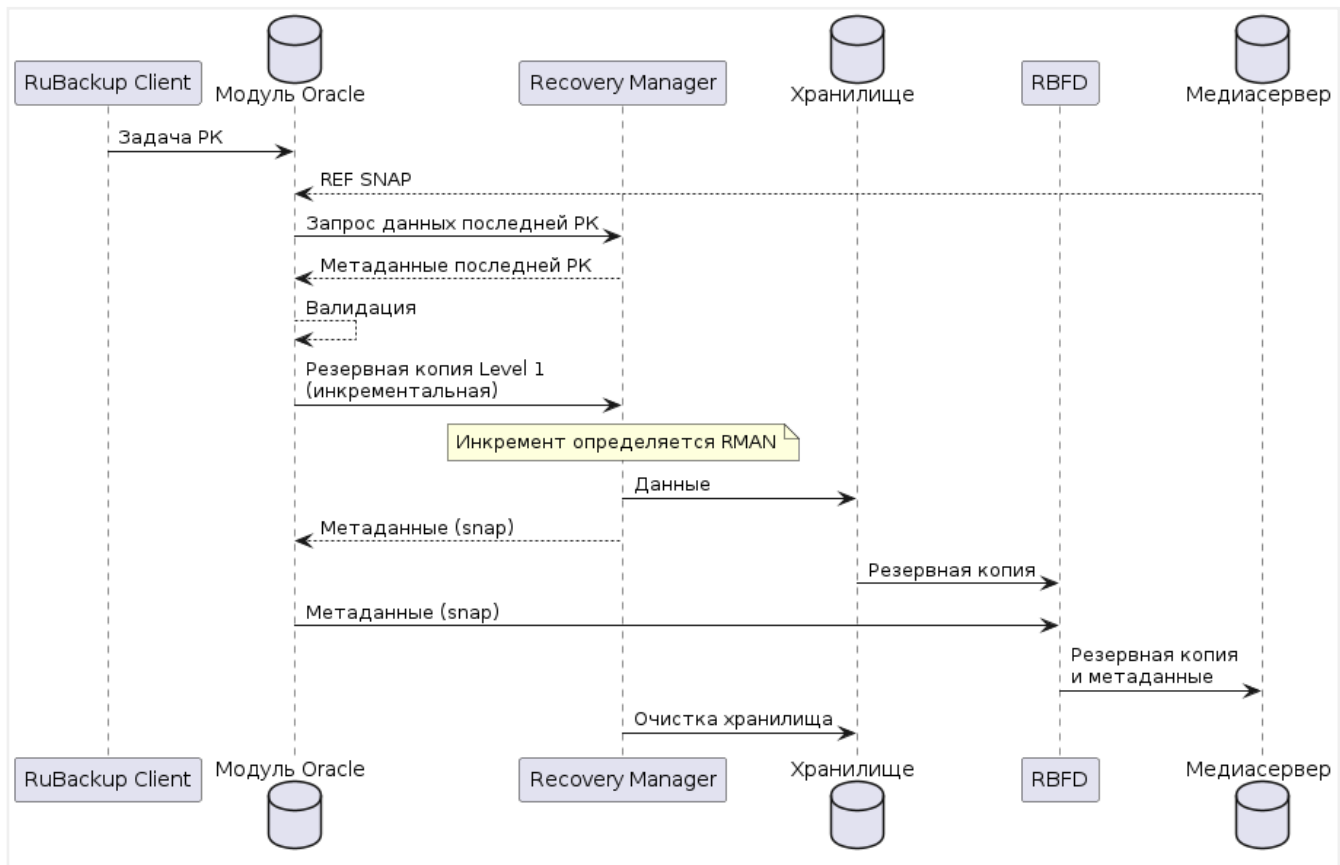 RuBackup Client
Модуль Oracle
Recovery Manager
Хранилище
RBFD
Медиасервер
Задача РК
REF SNAP
Запрос данных последней РК
Метаданные последней РК
Валидация
Резервная копия Level 1
(инкрементальная)
Инкремент определяется RMAN
Данные
Метаданные (snap)
Резервная копия
Метаданные (snap)
Резервная копия
и метаданные
Очистка хранилища
RuBackup Client
Модуль Oracle
Recovery Manager
Хранилище
RBFD
Медиасервер